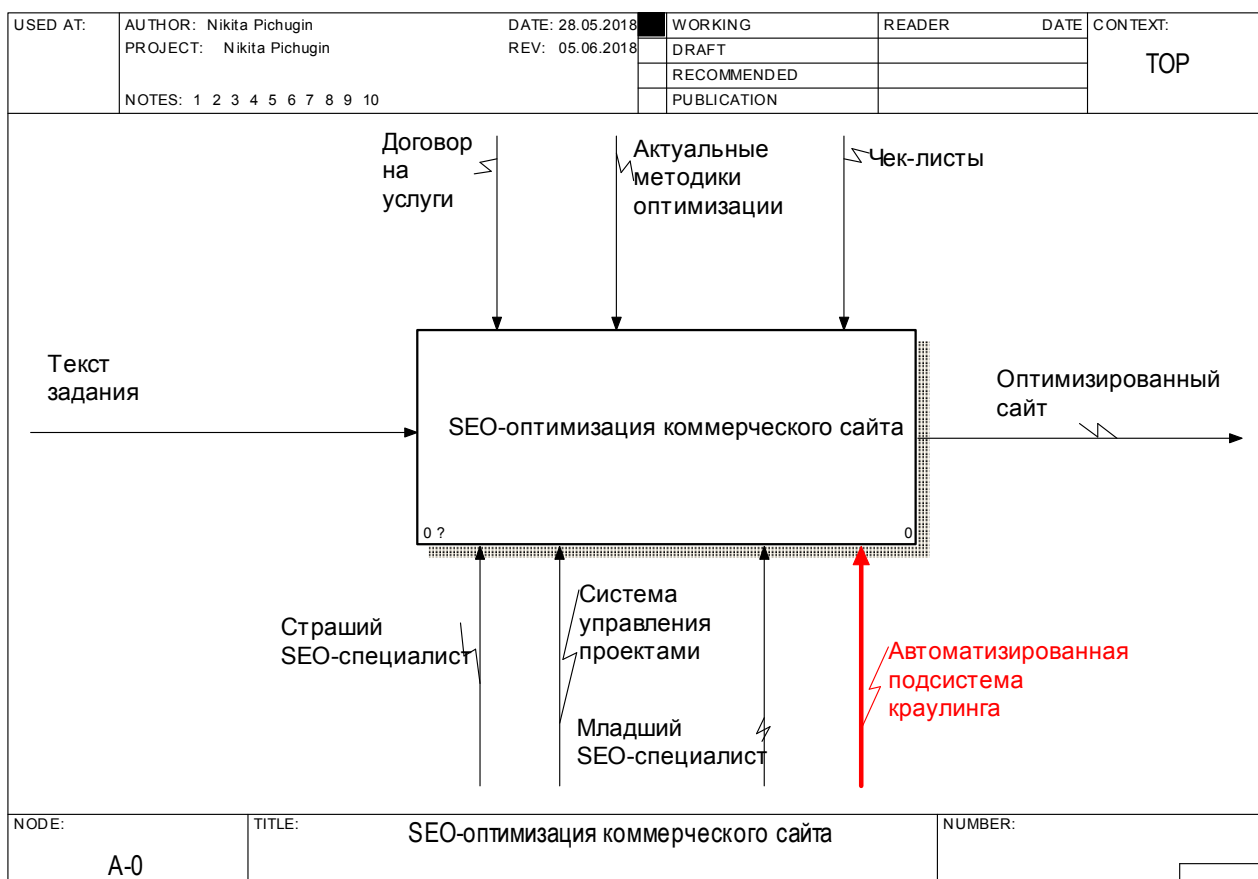 USED AT:
AUTHOR: Nikita Pichugin
DATE: 28.05.2018
WORKING
READER
DATE
CONTEXT:
PROJECT: Nikita Pichugin
REV: 05.06.2018
DRAFT
TOP
RECOMMENDED
NOTES: 1 2 3 4 5 6 7 8 9 10
PUBLICATION
Договор
на
услуги
Актуальные
методики
оптимизации
Чек-листы
Текст
задания
SEO-оптимизация коммерческого сайта
0 ?
0
Оптимизированный
сайт
Страший
SEO-специалист
Система
управления
проектами
Младший
SEO-специалист
Автоматизированная
подсистема
краулинга
NODE:
A-0
TITLE:
SEO-оптимизация коммерческого сайта
NUMBER: